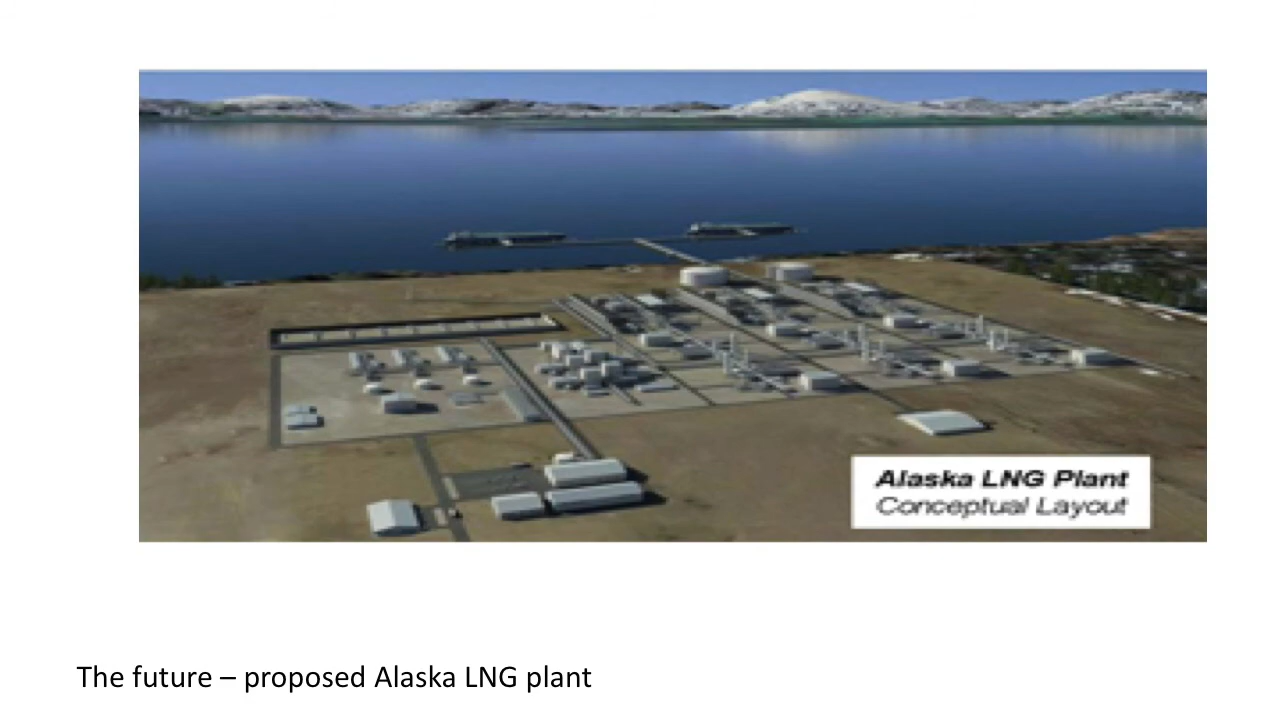 Alaska LNG Plant
Conceptual Layout
The future – proposed Alaska LNG plant